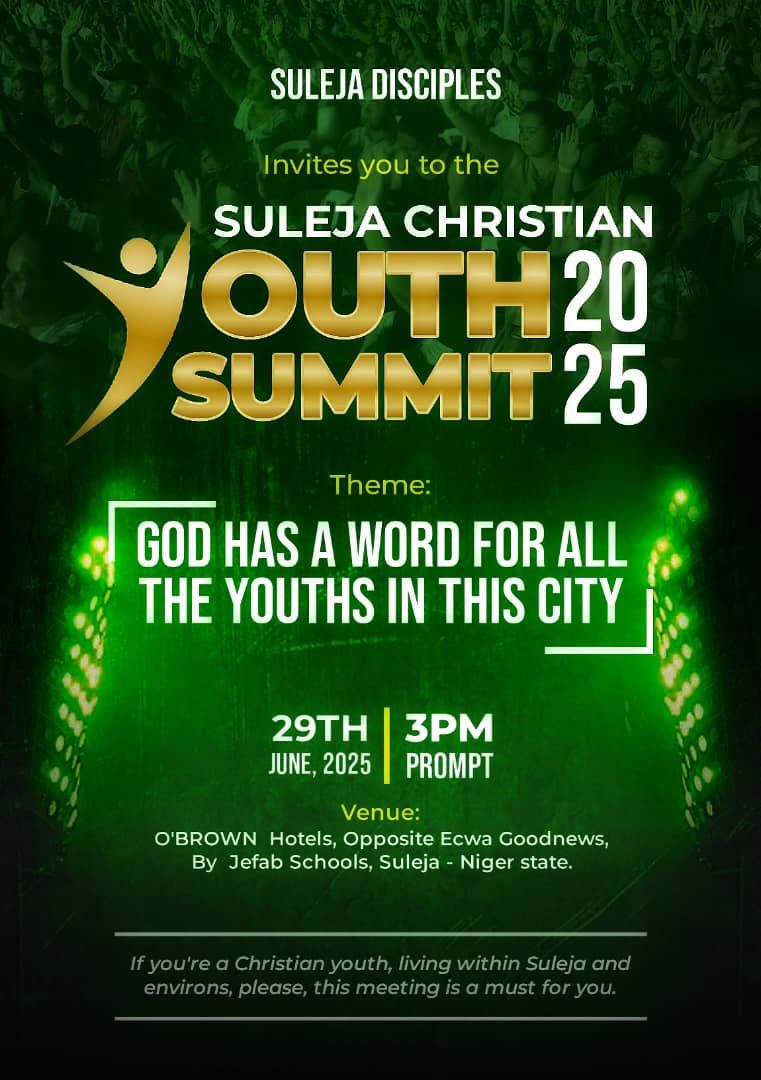 SULEJA DISCIPLES
Invites you to the
SULEJA CHRISTIAN
YOUTH 20
SUMMIT 25
Theme:
GOD HAS A WORD FOR ALL
THE YOUTHS IN THIS CITY
29TH
JUNE, 2025
3PM
PROMPT
Venue:
O'BROWN Hotels, Opposite Ecwa Goodnews,
By Jefab Schools, Suleja - Niger state.
If you're a Christian youth, living within Suleja and
environs, please, this meeting is a must for you.